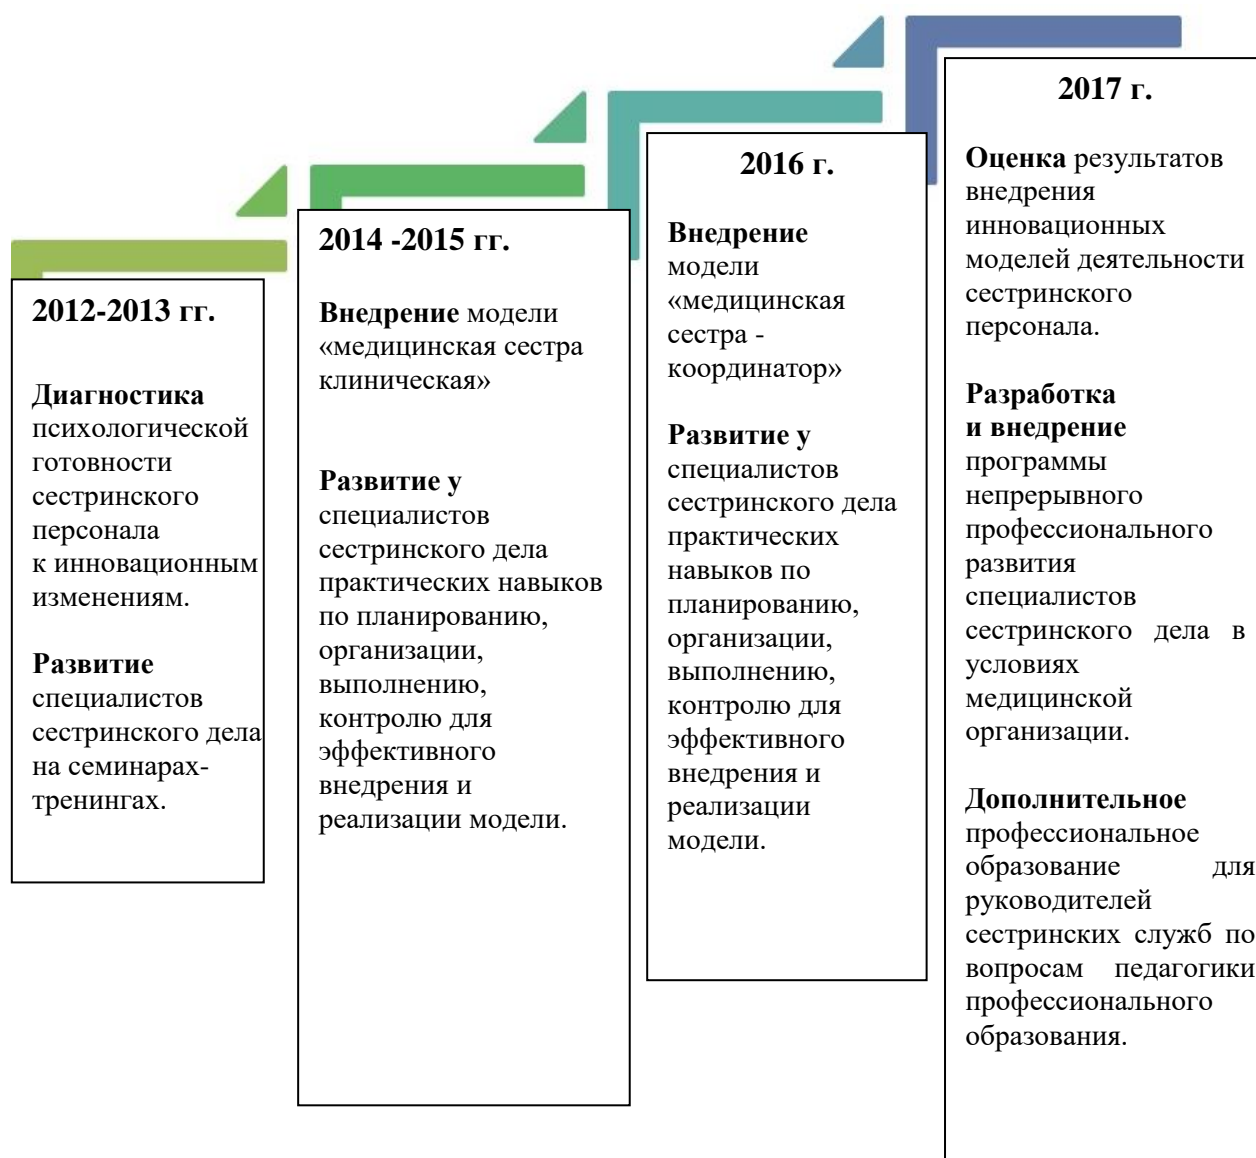 2012-2013 гг.
Диагностика
психологической
готовности
сестринского
персонала
к инновационным
изменениям.
Развитие
специалистов
сестринского дела
на семинарах-
тренингах.
2014 -2015 гг.
Внедрение модели
«медицинская сестра
клиническая»
Развитие у
специалистов
сестринского дела
практических навыков
по планированию,
организации,
выполнению,
контролю для
эффективного
внедрения и
реализации модели.
2016 г.
Внедрение
модели
«медицинская
сестра -
координатор»
Развитие у
специалистов
сестринского дела
практических
навыков по
планированию,
организации,
выполнению,
контролю для
эффективного
внедрения и
реализации
модели.
2017 г.
Оценка результатов
внедрения
инновационных
моделей деятельности
сестринского
персонала.
Разработка
и внедрение
программы
непрерывного
профессионального
развития
специалистов
сестринского дела в
условиях
медицинской
организации.
Дополнительное
профессиональное
образование для
руководителей
сестринских служб по
вопросам педагогики
профессионального
образования.